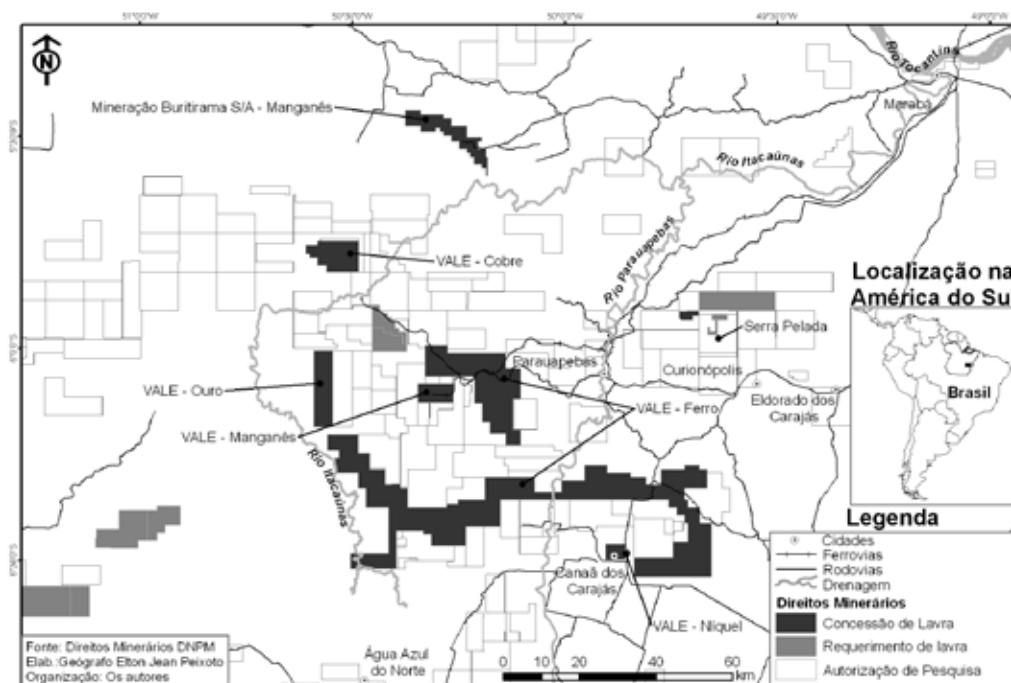 51°0'0"W
50°30'0"W
50°0'0"W
49°30'0"W
49°0'0"W
N
Rio Tocantins
Marabá
Mineração Buritirama S/A - Manganês
Rio Itacaúnas
Rio Parauapebas
VALE - Cobre
Localização na
América do Su
Serra Pelada
Parauapebas
Curionópolis
Brasil
VALE - Ouro
VALE - Ferro
Eldorado dos
Carajás
VALE - Manganês
Rio Itacaúnas
Legenda
Cidades
Ferrovias
Rodovias
Drenagem
Direitos Minerários
Concessão de Lavra
Requerimento de lavra
Autorização de Pesquisa
Canaã dos
Carajás
VALE - Níquel
Fonte: Direitos Minerários DNPM
Elab.:Geógrafo Elton Jean Peixoto
Organização: Os autores
Água Azul
do Norte
0 10 20 40 60
km